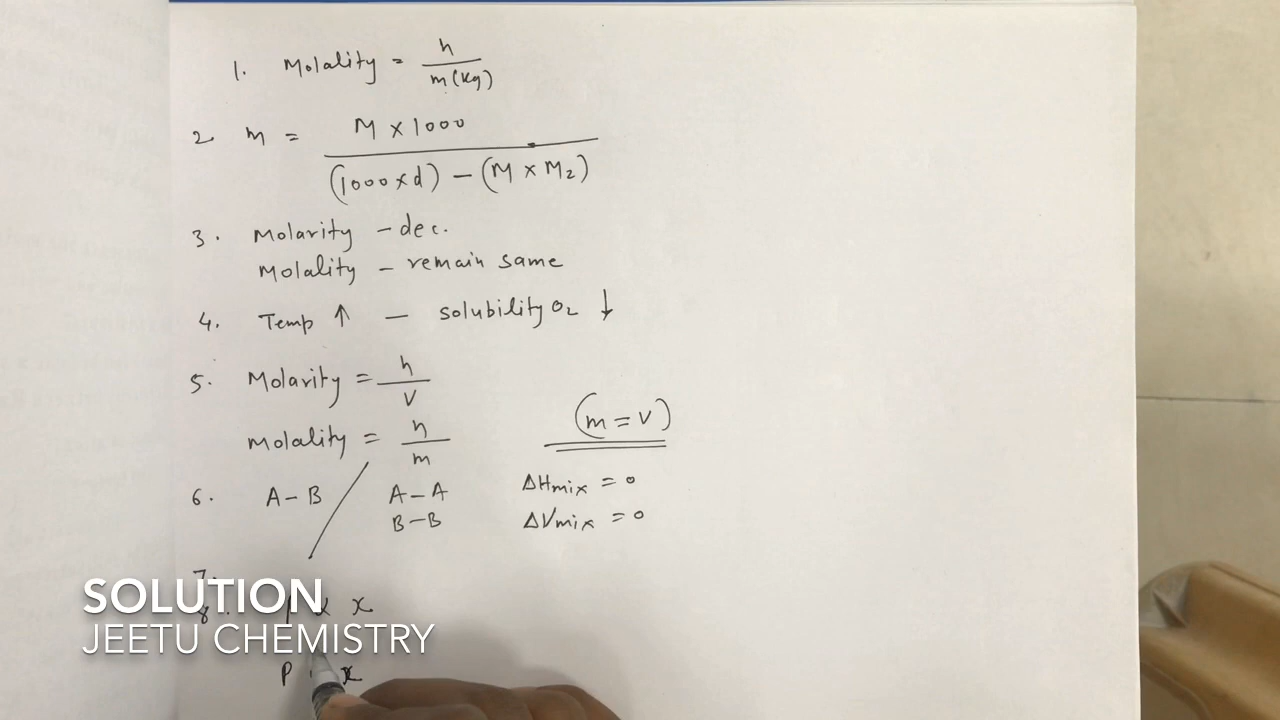 1. Molality = n
m(kg)
2 m = M x 1000
(1000 x d) - (M x M₂)
3. Molarity - dec.
Molality - remain same
4. Temp ↑ - solubility O₂ ↓
5. Molarity = n
V
Molality = n
m
(m = V)
6. A-B A-A ΔHmix = 0
B-B ΔVmix = 0
7.
SOLUTION
8. x
JEETU CHEMISTRY
P x